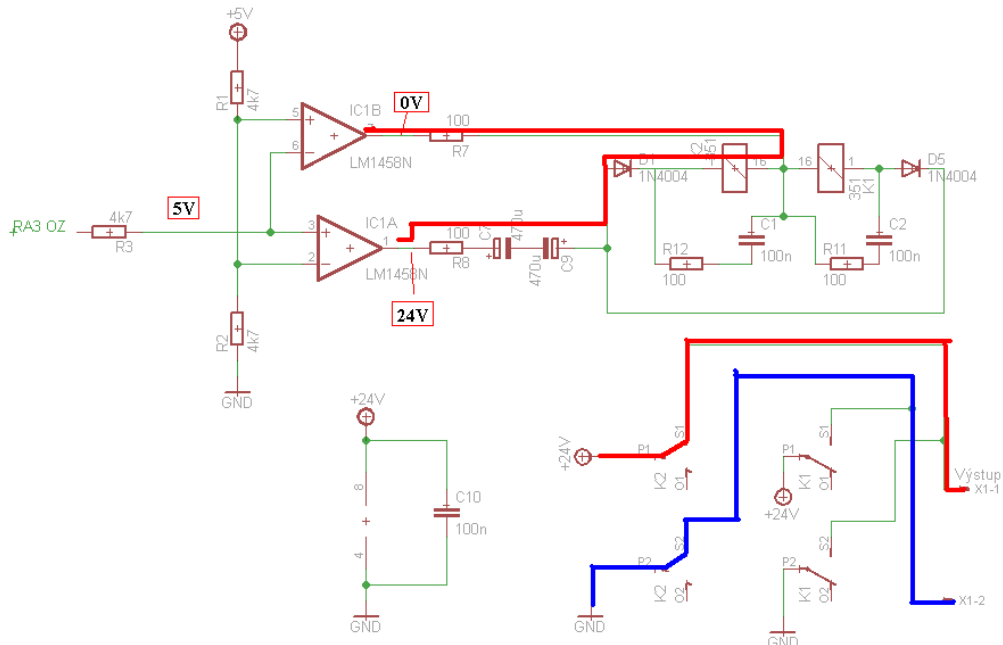 +5V
R1
4k7
5
+
6
-
7
IC1B
LM1458N
0V
100
R7
RA3 OZ
4k7
R3
5V
3
+
2
-
1
IC1A
LM1458N
100
R8
24V
C7
470u
+
470u
C9
+
D1
1N4004
1
351
16
16
351
K1
1
D5
1N4004
C1
100n
C2
100n
R12
100
R11
100
R2
4k7
GND
+24V
8
+
-
4
C10
100n
GND
+24V
P1
S1
K2
O1
P1
S1
K1
O1
+24V
Výstup
X1-1
P2
S2
K2
O2
P2
S2
K1
O2
X1-2
GND
GND